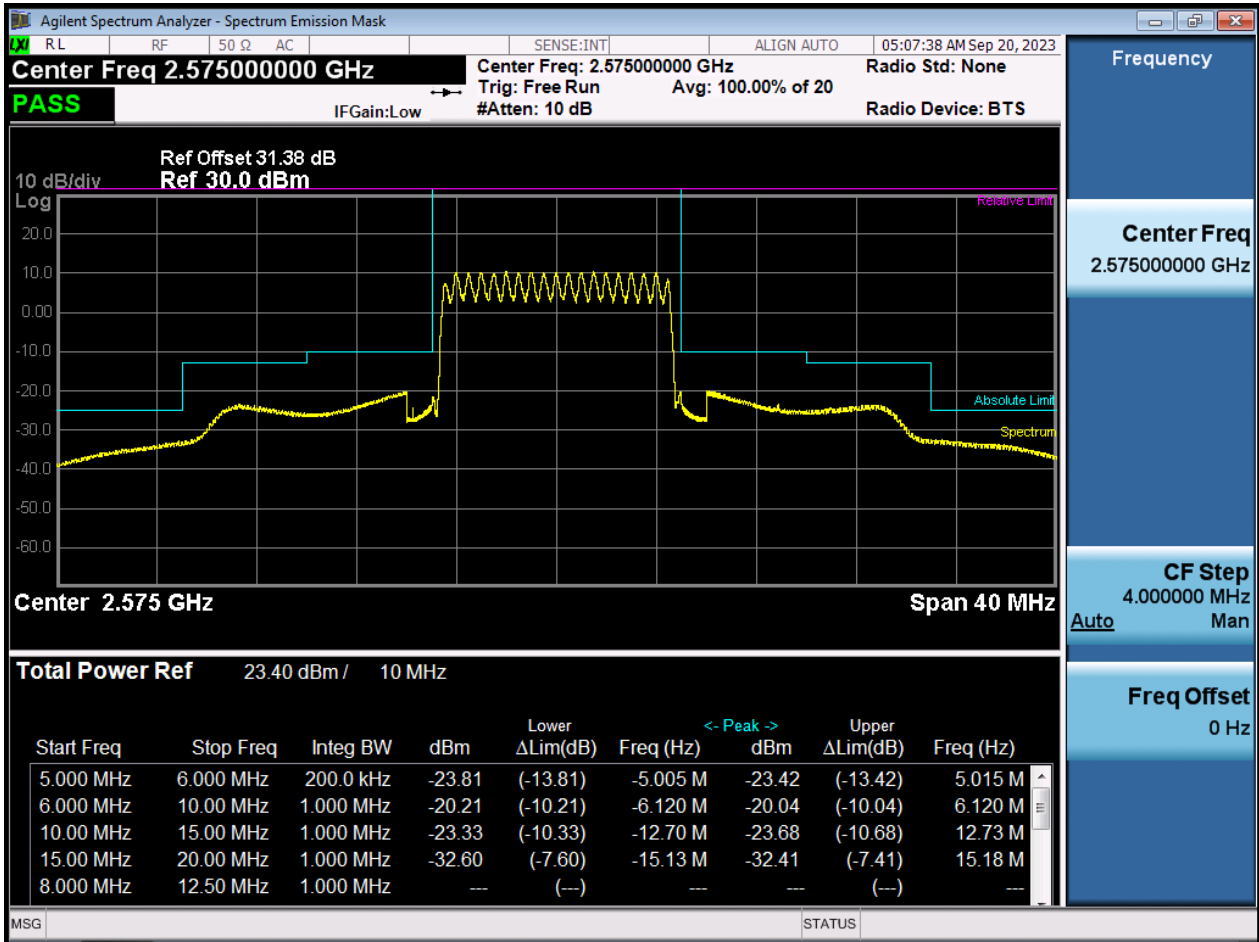 Agilent Spectrum Analyzer - Spectrum Emission Mask
LXI RL RF 50 Ω AC SENSE:INT ALIGN AUTO 05:07:38 AM Sep 20, 2023
Center Freq 2.575000000 GHz
PASS
IFGain:Low
Center Freq: 2.575000000 GHz
Trig: Free Run Avg: 100.00% of 20
#Atten: 10 dB
Radio Std: None
Radio Device: BTS
Ref Offset 31.38 dB
10 dB/div Ref 30.0 dBm
Log
Relative Limit
20.0
10.0
0.00
-10.0
-20.0
Absolute Limit
-30.0
Spectrum
-40.0
-50.0
-60.0
Center 2.575 GHz Span 40 MHz
Total Power Ref 23.40 dBm / 10 MHz
Lower <- Peak -> Upper
Start Freq Stop Freq Integ BW dBm ΔLim(dB) Freq (Hz) dBm ΔLim(dB) Freq (Hz)
5.000 MHz 6.000 MHz 200.0 kHz -23.81 (-13.81) -5.005 M -23.42 (-13.42) 5.015 M
6.000 MHz 10.00 MHz 1.000 MHz -20.21 (-10.21) -6.120 M -20.04 (-10.04) 6.120 M
10.00 MHz 15.00 MHz 1.000 MHz -23.33 (-10.33) -12.70 M -23.68 (-10.68) 12.73 M
15.00 MHz 20.00 MHz 1.000 MHz -32.60 (-7.60) -15.13 M -32.41 (-7.41) 15.18 M
8.000 MHz 12.50 MHz 1.000 MHz --- (---) --- --- (---) ---
MSG STATUS
Frequency
Center Freq
2.575000000 GHz
CF Step
4.000000 MHz
Auto Man
Freq Offset
0 Hz